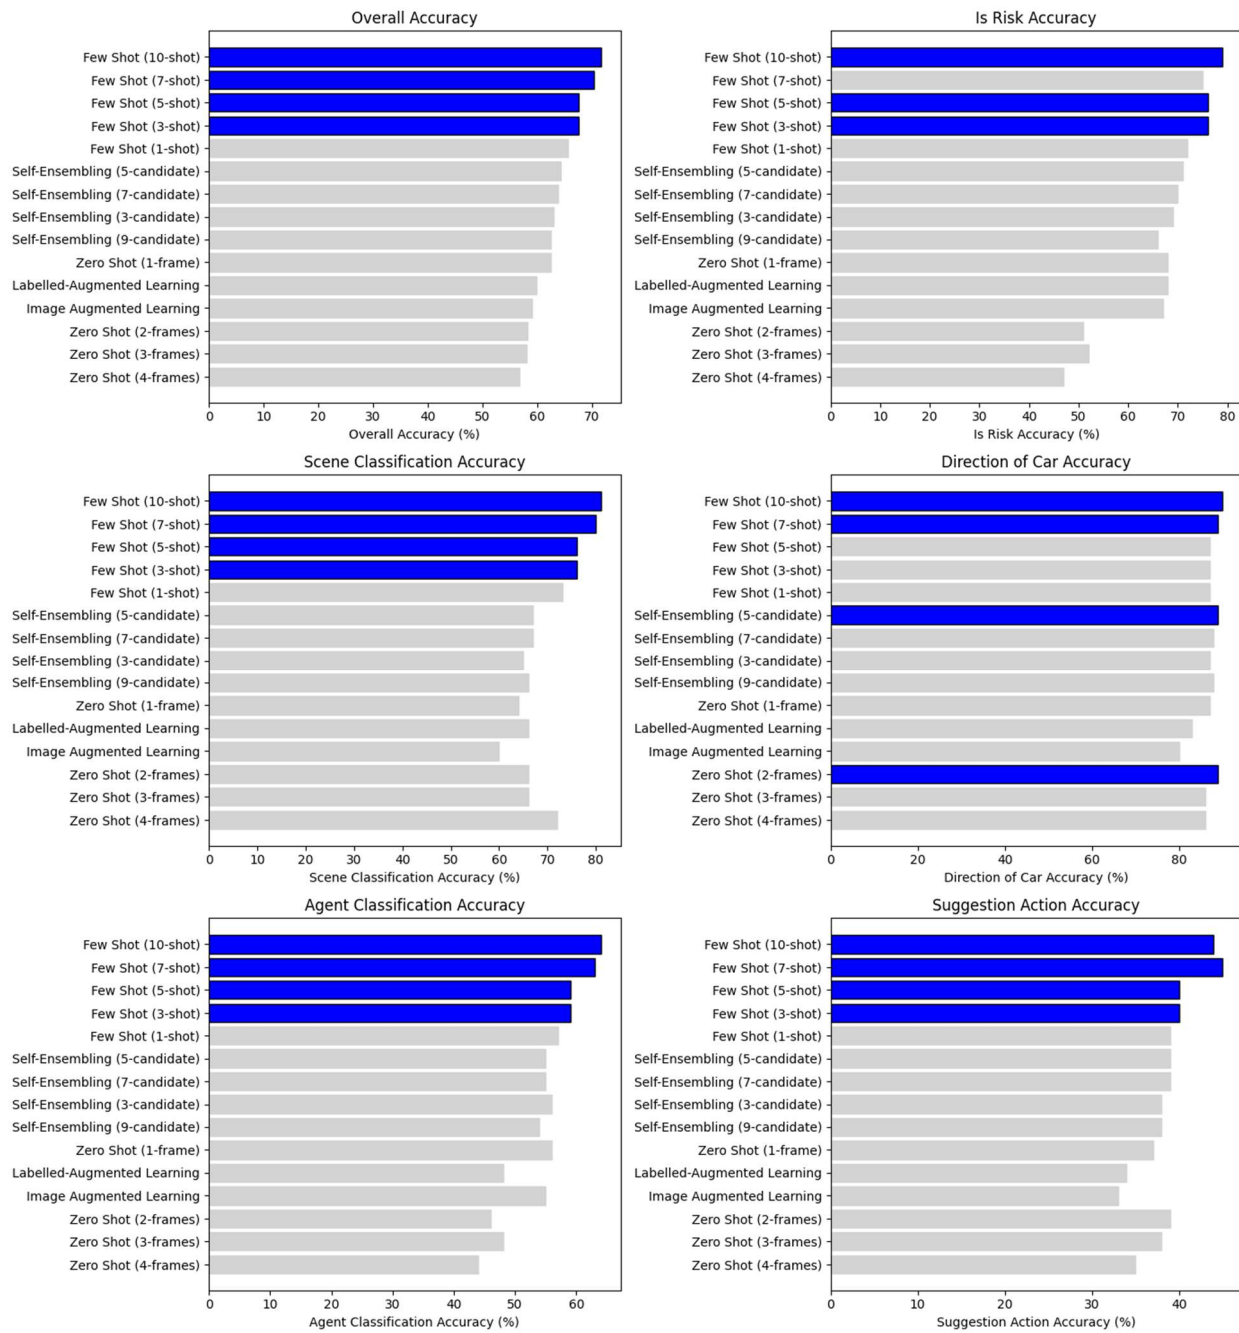 Overall Accuracy
Few Shot (10-shot)
Few Shot (7-shot)
Few Shot (5-shot)
Few Shot (3-shot)
Few Shot (1-shot)
Self-Ensembling (5-candidate)
Self-Ensembling (7-candidate)
Self-Ensembling (3-candidate)
Self-Ensembling (9-candidate)
Zero Shot (1-frame)
Labelled-Augmented Learning
Image Augmented Learning
Zero Shot (2-frames)
Zero Shot (3-frames)
Zero Shot (4-frames)
0 10 20 30 40 50 60 70
Overall Accuracy (%)
Is Risk Accuracy
Few Shot (10-shot)
Few Shot (7-shot)
Few Shot (5-shot)
Few Shot (3-shot)
Few Shot (1-shot)
Self-Ensembling (5-candidate)
Self-Ensembling (7-candidate)
Self-Ensembling (3-candidate)
Self-Ensembling (9-candidate)
Zero Shot (1-frame)
Labelled-Augmented Learning
Image Augmented Learning
Zero Shot (2-frames)
Zero Shot (3-frames)
Zero Shot (4-frames)
0 10 20 30 40 50 60 70 80
Is Risk Accuracy (%)
Scene Classification Accuracy
Few Shot (10-shot)
Few Shot (7-shot)
Few Shot (5-shot)
Few Shot (3-shot)
Few Shot (1-shot)
Self-Ensembling (5-candidate)
Self-Ensembling (7-candidate)
Self-Ensembling (3-candidate)
Self-Ensembling (9-candidate)
Zero Shot (1-frame)
Labelled-Augmented Learning
Image Augmented Learning
Zero Shot (2-frames)
Zero Shot (3-frames)
Zero Shot (4-frames)
0 10 20 30 40 50 60 70 80
Scene Classification Accuracy (%)
Direction of Car Accuracy
Few Shot (10-shot)
Few Shot (7-shot)
Few Shot (5-shot)
Few Shot (3-shot)
Few Shot (1-shot)
Self-Ensembling (5-candidate)
Self-Ensembling (7-candidate)
Self-Ensembling (3-candidate)
Self-Ensembling (9-candidate)
Zero Shot (1-frame)
Labelled-Augmented Learning
Image Augmented Learning
Zero Shot (2-frames)
Zero Shot (3-frames)
Zero Shot (4-frames)
0 20 40 60 80
Direction of Car Accuracy (%)
Agent Classification Accuracy
Few Shot (10-shot)
Few Shot (7-shot)
Few Shot (5-shot)
Few Shot (3-shot)
Few Shot (1-shot)
Self-Ensembling (5-candidate)
Self-Ensembling (7-candidate)
Self-Ensembling (3-candidate)
Self-Ensembling (9-candidate)
Zero Shot (1-frame)
Labelled-Augmented Learning
Image Augmented Learning
Zero Shot (2-frames)
Zero Shot (3-frames)
Zero Shot (4-frames)
0 10 20 30 40 50 60
Agent Classification Accuracy (%)
Suggestion Action Accuracy
Few Shot (10-shot)
Few Shot (7-shot)
Few Shot (5-shot)
Few Shot (3-shot)
Few Shot (1-shot)
Self-Ensembling (5-candidate)
Self-Ensembling (7-candidate)
Self-Ensembling (3-candidate)
Self-Ensembling (9-candidate)
Zero Shot (1-frame)
Labelled-Augmented Learning
Image Augmented Learning
Zero Shot (2-frames)
Zero Shot (3-frames)
Zero Shot (4-frames)
0 10 20 30 40
Suggestion Action Accuracy (%)